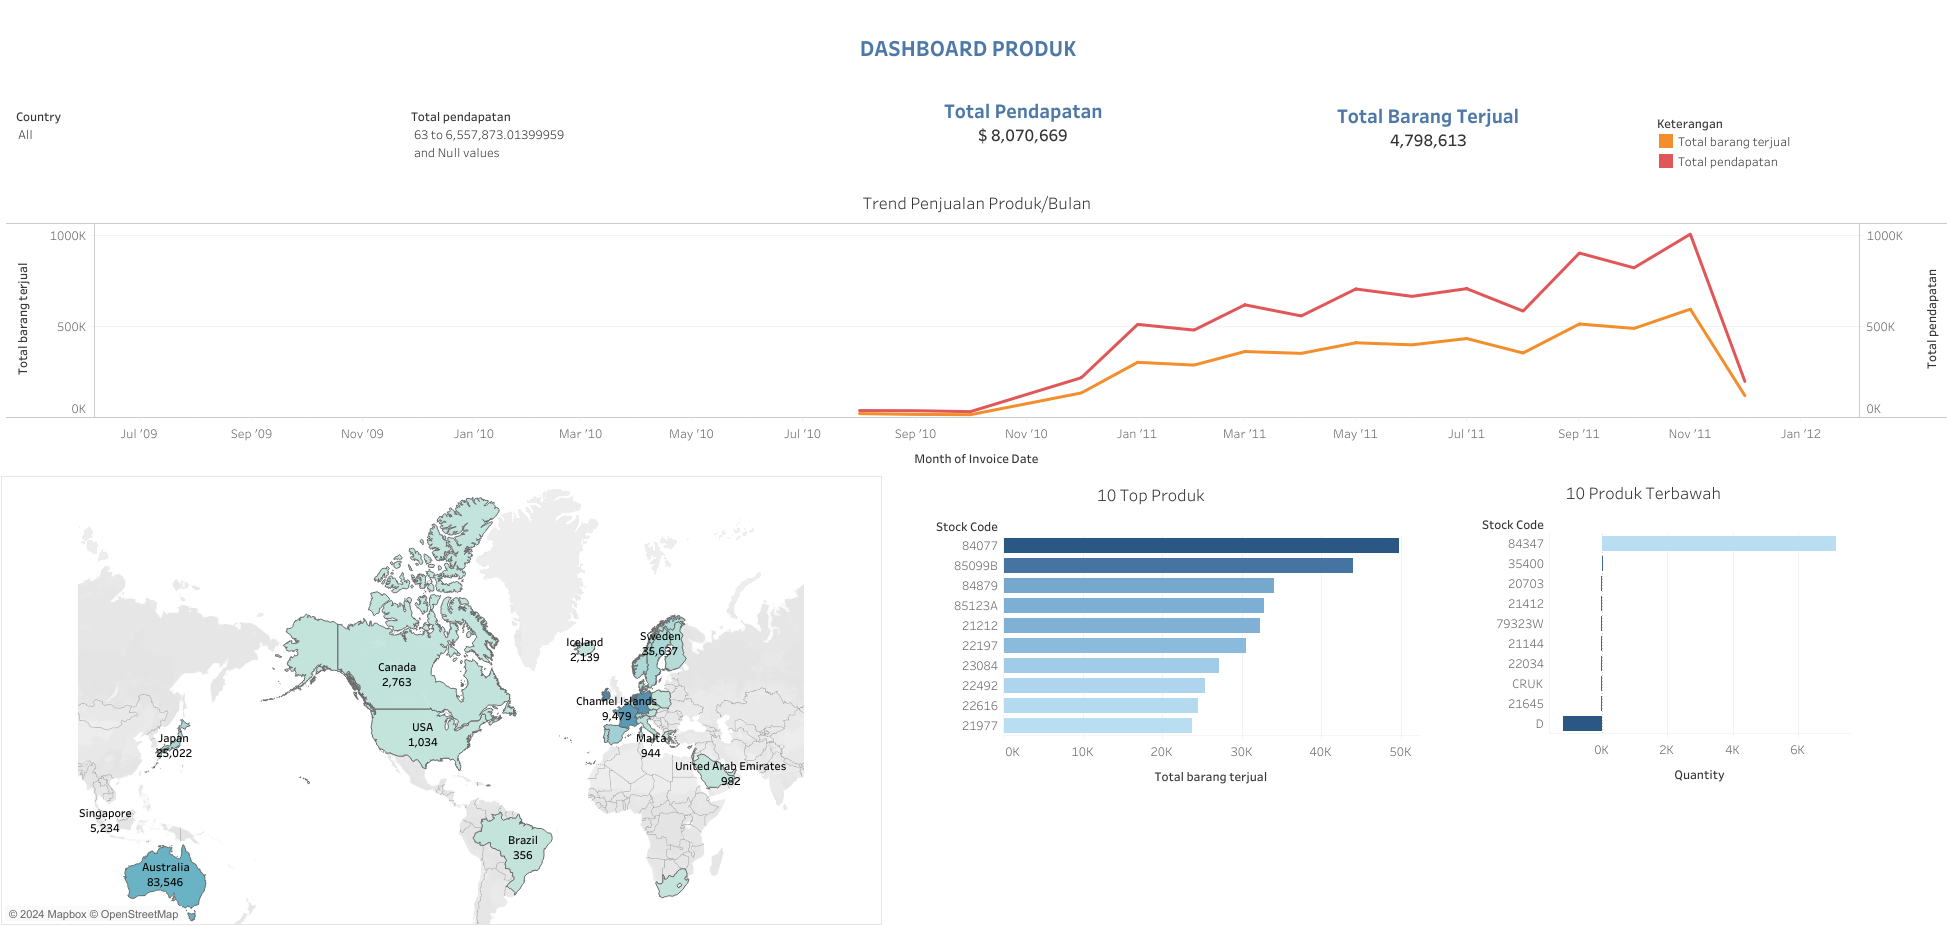 DASHBOARD PRODUK
Country
All
Total pendapatan
63 to 6,557,873.01399959
and Null values
Total Pendapatan
$ 8,070,669
Total Barang Terjual
4,798,613
Keterangan
Total barang terjual
Total pendapatan
Trend Penjualan Produk/Bulan
Total barang terjual
1000K
500K
0K
1000K
500K
0K
Total pendapatan
Jul '09
Sep '09
Nov '09
Jan '10
Mar '10
May '10
Jul '10
Sep '10
Nov '10
Jan '11
Mar '11
May '11
Jul '11
Sep '11
Nov '11
Jan '12
Month of Invoice Date
Iceland
2,139
Sweden
35,637
Canada
2,763
Channel Islands
9,479
USA
1,034
Japan
25,022
Malta
944
United Arab Emirates
982
Singapore
5,234
Brazil
356
Australia
83,546
© 2024 Mapbox © OpenStreetMap
10 Top Produk
Stock Code
84077
85099B
84879
85123A
21212
22197
23084
22492
22616
21977
0K
10K
20K
30K
40K
50K
Total barang terjual
10 Produk Terbawah
Stock Code
84347
35400
20703
21412
79323W
21144
22034
CRUK
21645
D
0K
2K
4K
6K
Quantity